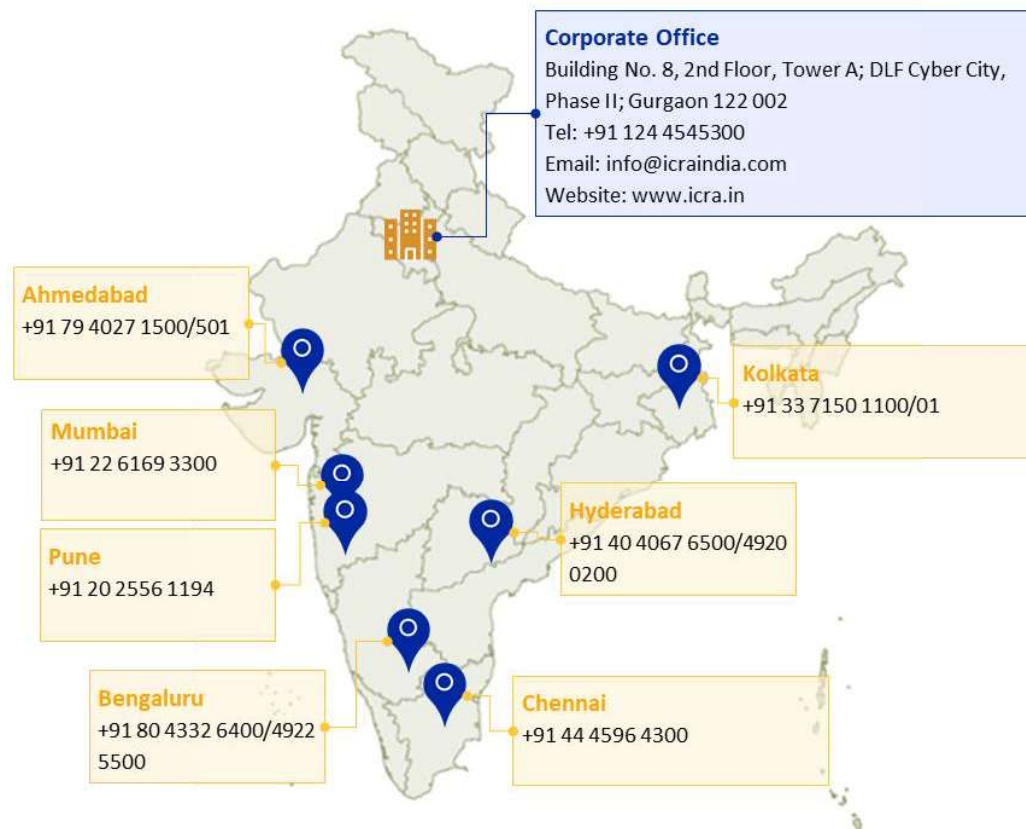 Corporate Office
Building No. 8, 2nd Floor, Tower A; DLF Cyber City,
Phase II; Gurgaon 122 002
Tel: +91 124 4545300
Email: info@icraindia.com
Website: www.icra.in
Ahmedabad
+91 79 4027 1500/501
Kolkata
+91 33 7150 1100/01
Mumbai
+91 22 6169 3300
Hyderabad
+91 40 4067 6500/4920
0200
Pune
+91 20 2556 1194
Bengaluru
+91 80 4332 6400/4922
5500
Chennai
+91 44 4596 4300